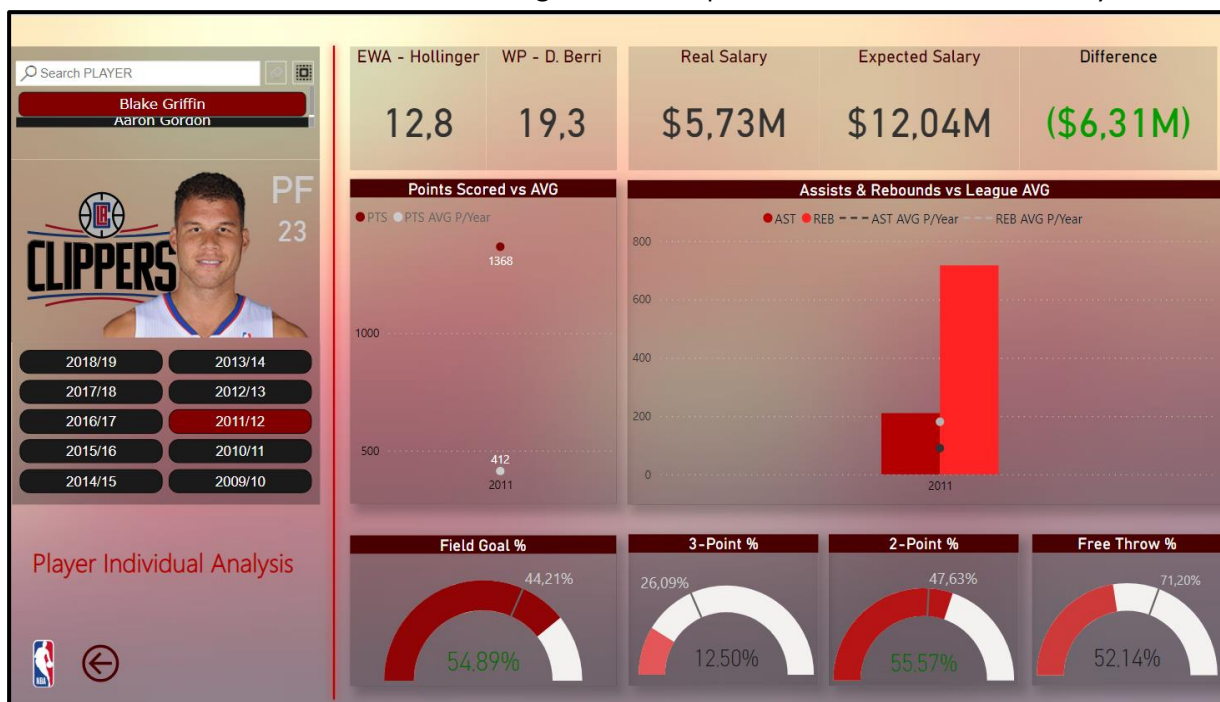 Search PLAYER
Blake Griffin
Aaron Gordon
PF
23
LAC
CLIPPERS
2018/19 2013/14
2017/18 2012/13
2016/17 2011/12
2015/16 2010/11
2014/15 2009/10
Player Individual Analysis
NBA
EWA - Hollinger WP - D. Berri Real Salary Expected Salary Difference
12,8 19,3 $5,73M $12,04M ($6,31M)
Points Scored vs AVG
PTS PTS AVG P/Year
1368
1000
500
412
2011
Assists & Rebounds vs League AVG
AST REB AST AVG P/Year REB AVG P/Year
800
600
400
200
0
2011
Field Goal %
44,21%
54,89%
3-Point %
26,09%
12,50%
2-Point %
47,63%
55,57%
Free Throw %
71,20%
52,14%